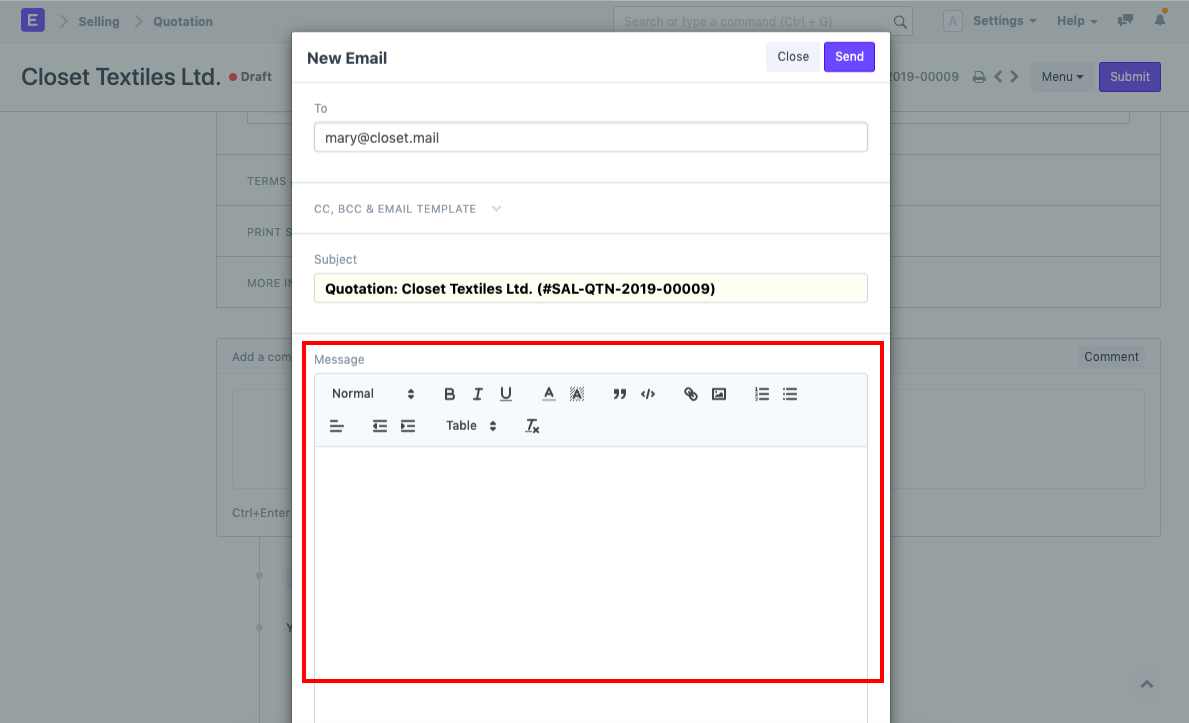 E Selling Quotation Search or type a command (Ctrl + G) A Settings Help
Closet Textiles Ltd. Draft 2019-00009 Menu Submit
New Email Close Send
To
mary@closet.mail
TERMS
CC, BCC & EMAIL TEMPLATE
PRINT S
Subject
MORE IN
Quotation: Closet Textiles Ltd. (#SAL-QTN-2019-00009)
Add a com
Comment
Message
Normal B I U A A
Table
Ctrl+Enter
Y